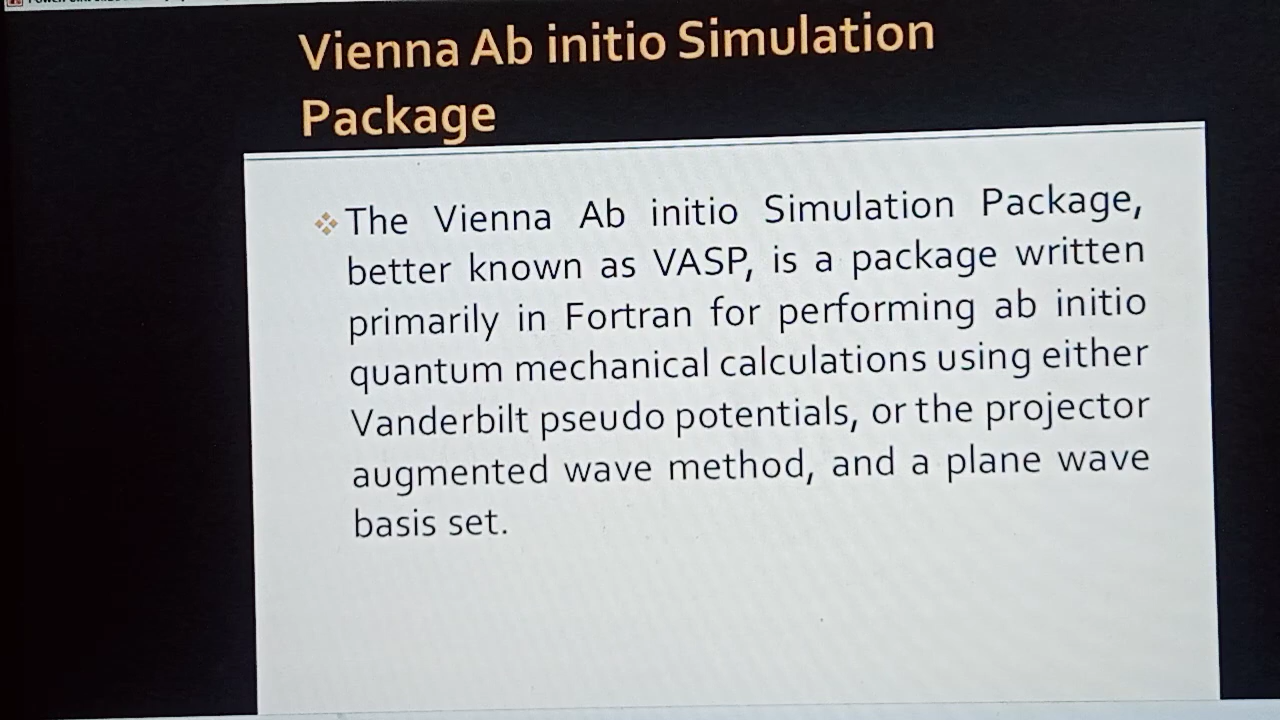 Vienna Ab initio Simulation
Package
The Vienna Ab initio Simulation Package,
better known as VASP, is a package written
primarily in Fortran for performing ab initio
quantum mechanical calculations using either
Vanderbilt pseudo potentials, or the projector
augmented wave method, and a plane wave
basis set.